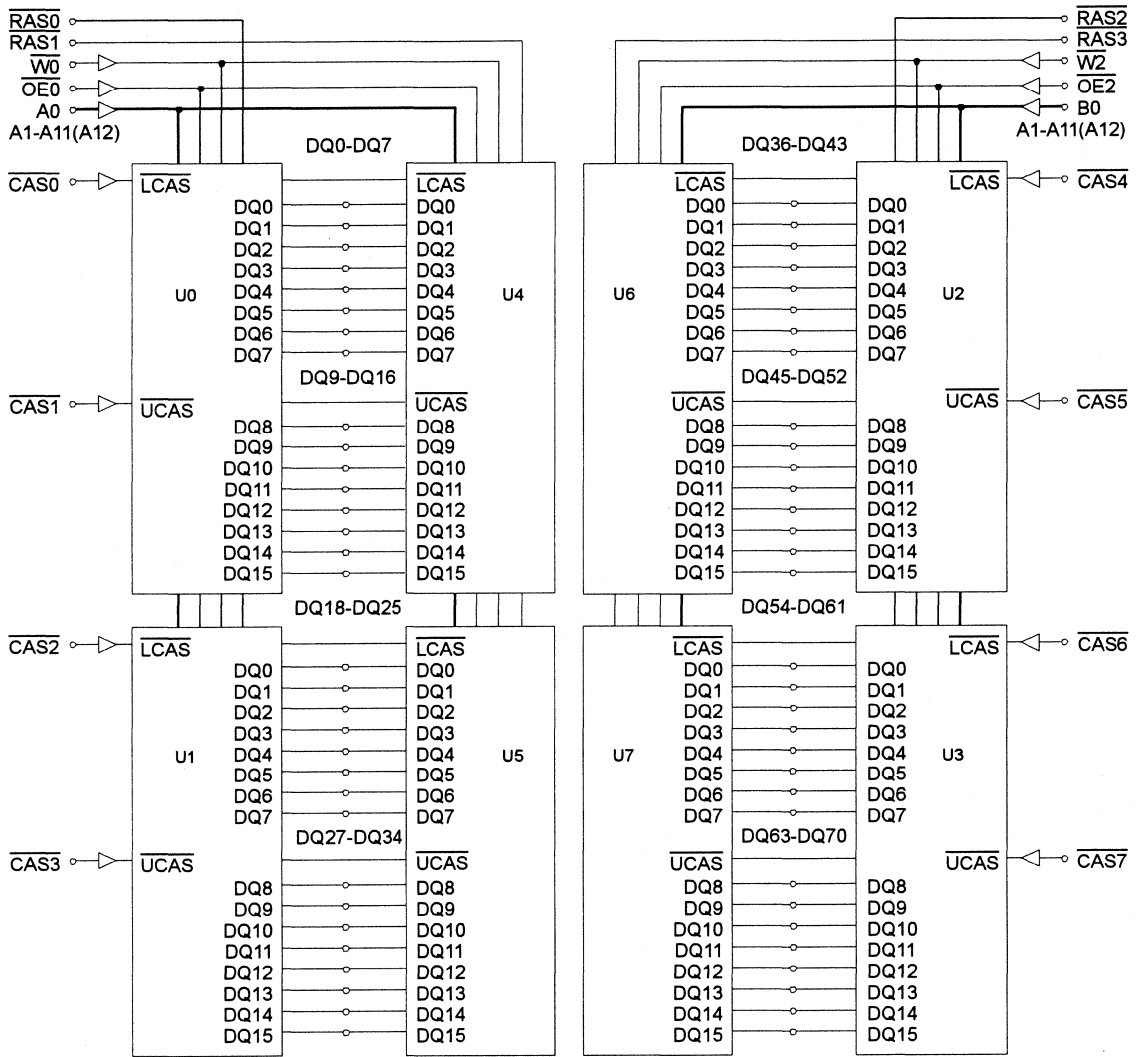 RAS0
RAS1
W0
OE0
A0
A1-A11(A12)
RAS2
RAS3
W2
OE2
B0
A1-A11(A12)
DQ0-DQ7
DQ36-DQ43
CAS0
LCAS
LCAS
LCAS
LCAS
CAS4
DQ0 DQ0 DQ0 DQ0
DQ1 DQ1 DQ1 DQ1
DQ2 DQ2 DQ2 DQ2
DQ3 DQ3 DQ3 DQ3
U0 DQ4 DQ4 U4 U6 DQ4 DQ4 U2
DQ5 DQ5 DQ5 DQ5
DQ6 DQ6 DQ6 DQ6
DQ7 DQ7 DQ7 DQ7
DQ9-DQ16
DQ45-DQ52
CAS1
UCAS
UCAS
UCAS
UCAS
CAS5
DQ8 DQ8 DQ8 DQ8
DQ9 DQ9 DQ9 DQ9
DQ10 DQ10 DQ10 DQ10
DQ11 DQ11 DQ11 DQ11
DQ12 DQ12 DQ12 DQ12
DQ13 DQ13 DQ13 DQ13
DQ14 DQ14 DQ14 DQ14
DQ15 DQ15 DQ15 DQ15
DQ18-DQ25
DQ54-DQ61
CAS2
LCAS
LCAS
LCAS
LCAS
CAS6
DQ0 DQ0 DQ0 DQ0
DQ1 DQ1 DQ1 DQ1
DQ2 DQ2 DQ2 DQ2
DQ3 DQ3 DQ3 DQ3
U1 DQ4 DQ4 U5 U7 DQ4 DQ4 U3
DQ5 DQ5 DQ5 DQ5
DQ6 DQ6 DQ6 DQ6
DQ7 DQ7 DQ7 DQ7
DQ27-DQ34
DQ63-DQ70
CAS3
UCAS
UCAS
UCAS
UCAS
CAS7
DQ8 DQ8 DQ8 DQ8
DQ9 DQ9 DQ9 DQ9
DQ10 DQ10 DQ10 DQ10
DQ11 DQ11 DQ11 DQ11
DQ12 DQ12 DQ12 DQ12
DQ13 DQ13 DQ13 DQ13
DQ14 DQ14 DQ14 DQ14
DQ15 DQ15 DQ15 DQ15